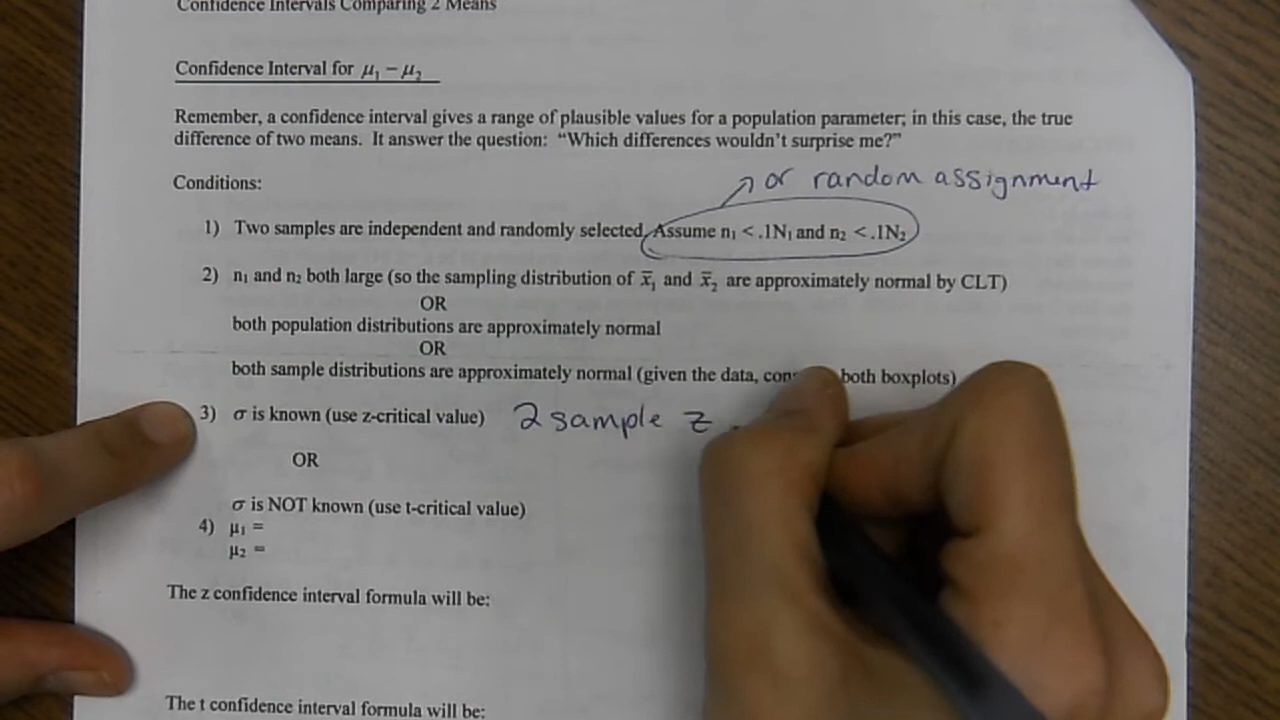 Confidence Intervals Comparing 2 Means
Confidence Interval for μ₁ − μ₂
Remember, a confidence interval gives a range of plausible values for a population parameter; in this case, the true
difference of two means. It answer the question: “Which differences wouldn’t surprise me?”
Conditions:
↗ or random assignment
1) Two samples are independent and randomly selected. Assume n₁ < .1N₁ and n₂ < .1N₂
2) n₁ and n₂ both large (so the sampling distribution of x̅₁ and x̅₂ are approximately normal by CLT)
OR
both population distributions are approximately normal
OR
both sample distributions are approximately normal (given the data, both boxplots)
3) σ is known (use z-critical value) 2 sample z
OR
σ is NOT known (use t-critical value)
4) μ₁ =
μ₂ =
The z confidence interval formula will be:
The t confidence interval formula will be: